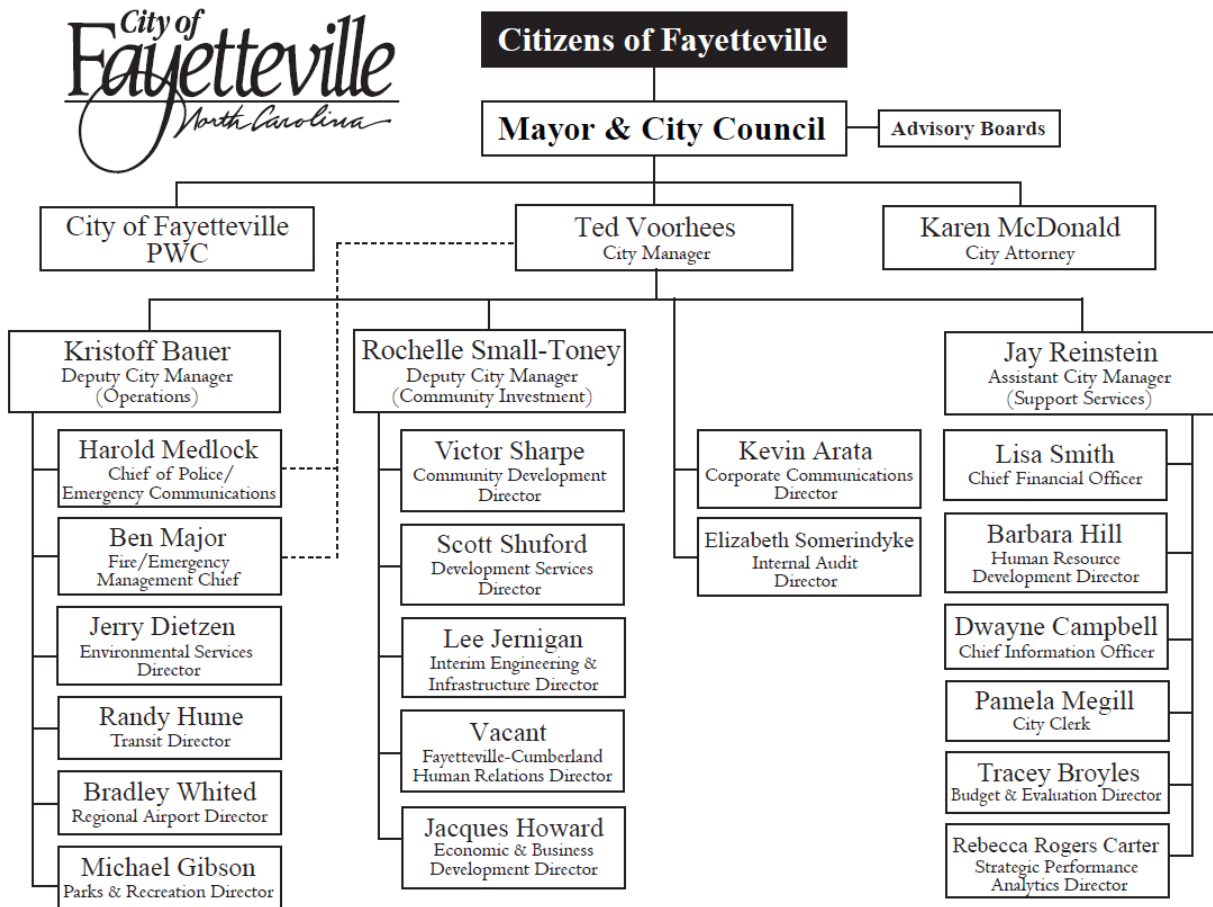 City of
Fayetteville
North Carolina
Citizens of Fayetteville
Mayor & City Council
Advisory Boards
City of Fayetteville
PWC
Ted Voorhees
City Manager
Karen McDonald
City Attorney
Kristoff Bauer
Deputy City Manager
(Operations)
Rochelle Small-Toney
Deputy City Manager
(Community Investment)
Jay Reinstein
Assistant City Manager
(Support Services)
Harold Medlock
Chief of Police/
Emergency Communications
Ben Major
Fire/Emergency
Management Chief
Jerry Dietzen
Environmental Services
Director
Randy Hume
Transit Director
Bradley Whited
Regional Airport Director
Michael Gibson
Parks & Recreation Director
Victor Sharpe
Community Development
Director
Scott Shuford
Development Services
Director
Lee Jernigan
Interim Engineering &
Infrastructure Director
Vacant
Fayetteville-Cumberland
Human Relations Director
Jacques Howard
Economic & Business
Development Director
Kevin Arata
Corporate Communications
Director
Elizabeth Somerindyke
Internal Audit
Director
Lisa Smith
Chief Financial Officer
Barbara Hill
Human Resource
Development Director
Dwayne Campbell
Chief Information Officer
Pamela Megill
City Clerk
Tracey Broyles
Budget & Evaluation Director
Rebecca Rogers Carter
Strategic Performance
Analytics Director